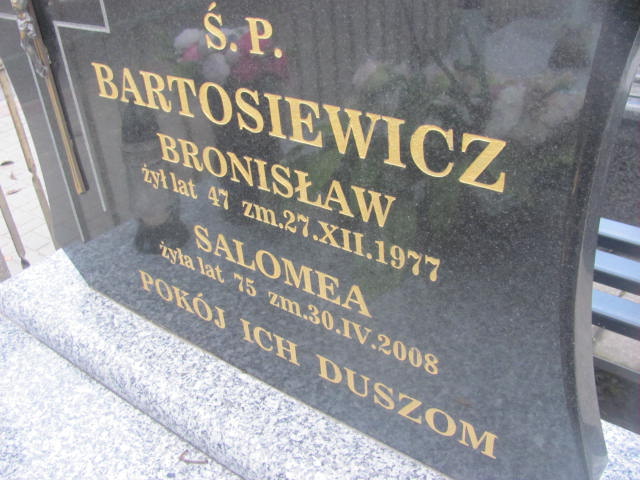 Ś.P.
BARTOSIEWICZ
BRONISŁAW
żył lat 47 zm.27.XII.1977
SALOMEA
żyła lat 75 zm.30.IV.2008
POKÓJ ICH DUSZOM